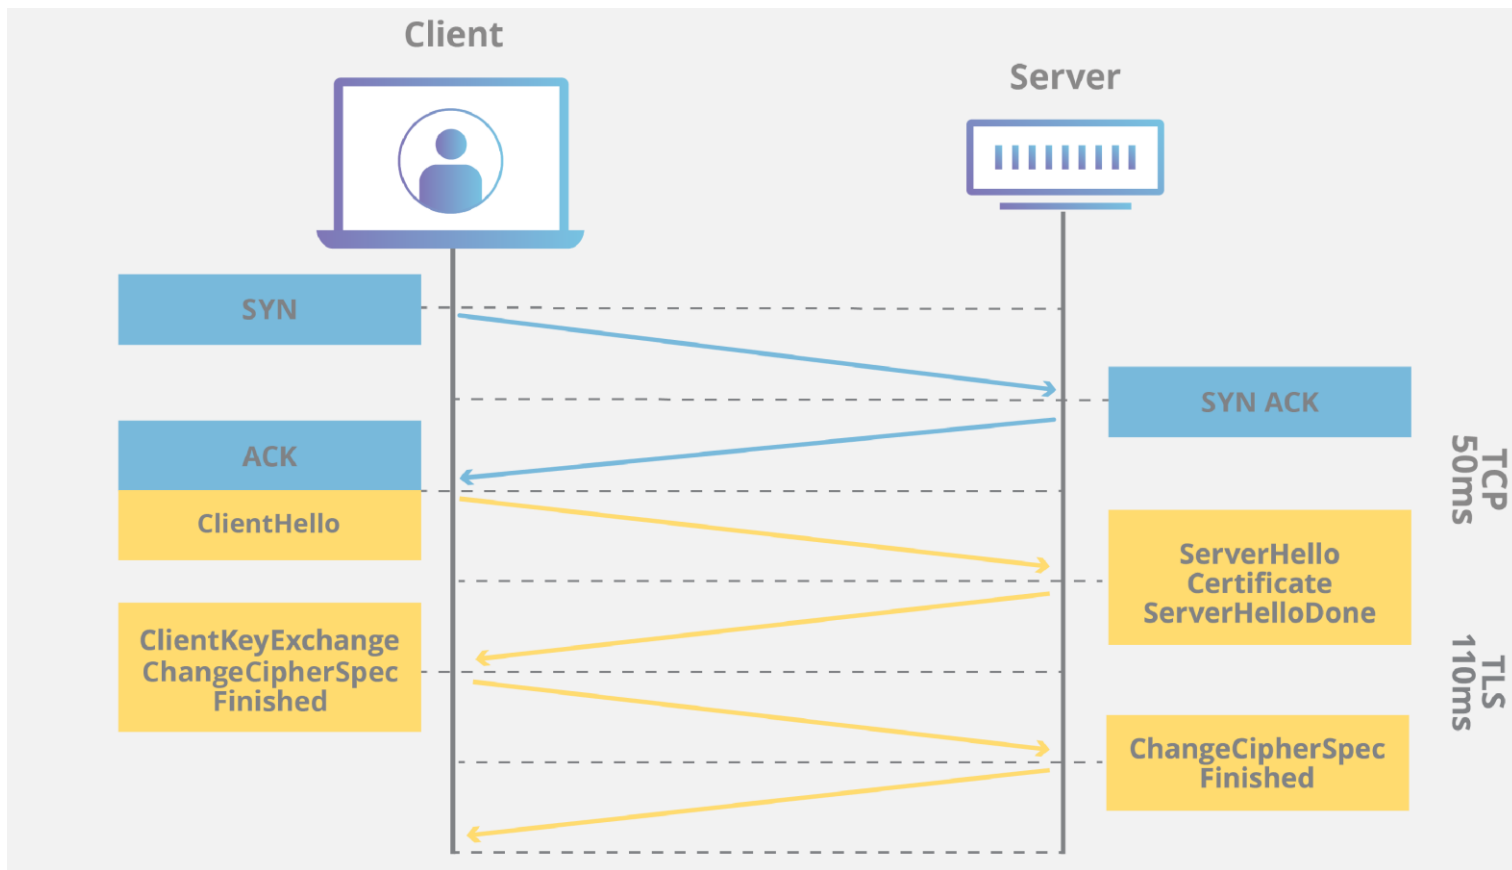 Client
Server
SYN
SYN ACK
ACK
ClientHello
TCP
50ms
ServerHello
Certificate
ServerHelloDone
ClientKeyExchange
ChangeCipherSpec
Finished
TLS
110ms
ChangeCipherSpec
Finished